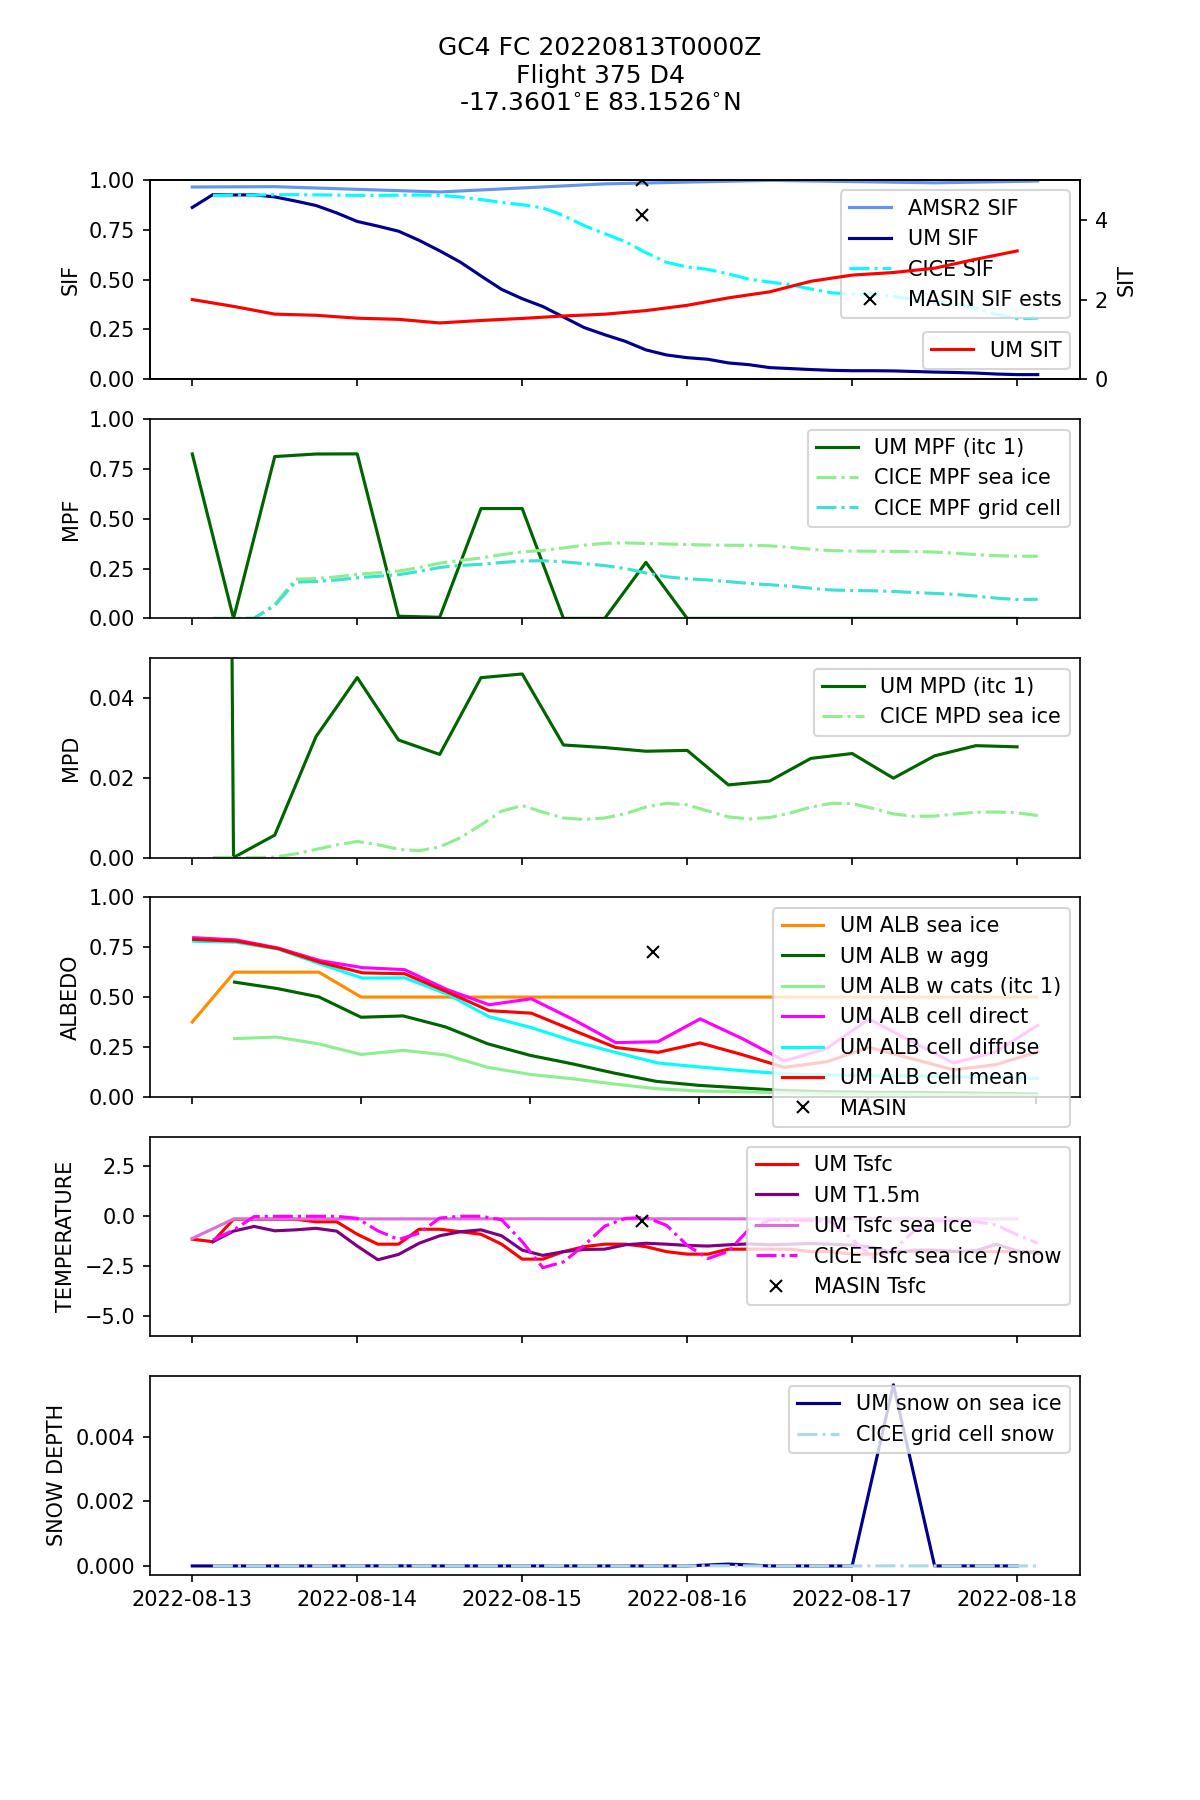 GC4 FC 20220813T0000Z
Flight 375 D4
-17.3601°E 83.1526°N
1.00
0.75
0.50
0.25
0.00
SIF
4
2
0
SIT
AMSR2 SIF
UM SIF
CICE SIF
MASIN SIF ests
UM SIT
1.00
0.75
0.50
0.25
0.00
MPF
UM MPF (itc 1)
CICE MPF sea ice
CICE MPF grid cell
0.04
0.02
0.00
MPD
UM MPD (itc 1)
CICE MPD sea ice
1.00
0.75
0.50
0.25
0.00
ALBEDO
UM ALB sea ice
UM ALB w agg
UM ALB w cats (itc 1)
UM ALB cell direct
UM ALB cell diffuse
UM ALB cell mean
MASIN
2.5
0.0
−2.5
−5.0
TEMPERATURE
UM Tsfc
UM T1.5m
UM Tsfc sea ice
CICE Tsfc sea ice / snow
MASIN Tsfc
0.004
0.002
0.000
SNOW DEPTH
UM snow on sea ice
CICE grid cell snow
2022-08-13 2022-08-14 2022-08-15 2022-08-16 2022-08-17 2022-08-18